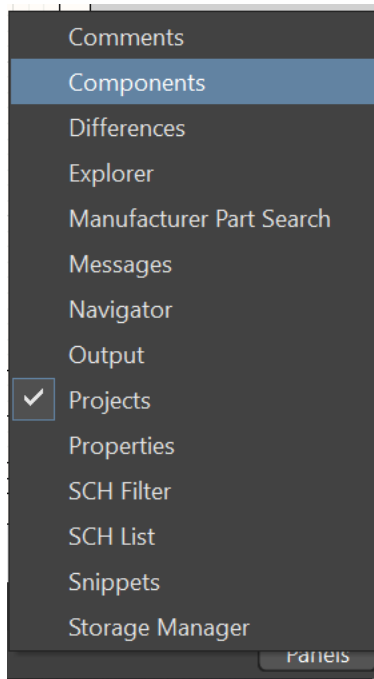 Comments
Components
Differences
Explorer
Manufacturer Part Search
Messages
Navigator
Output
Projects
Properties
SCH Filter
SCH List
Snippets
Storage Manager
Panels